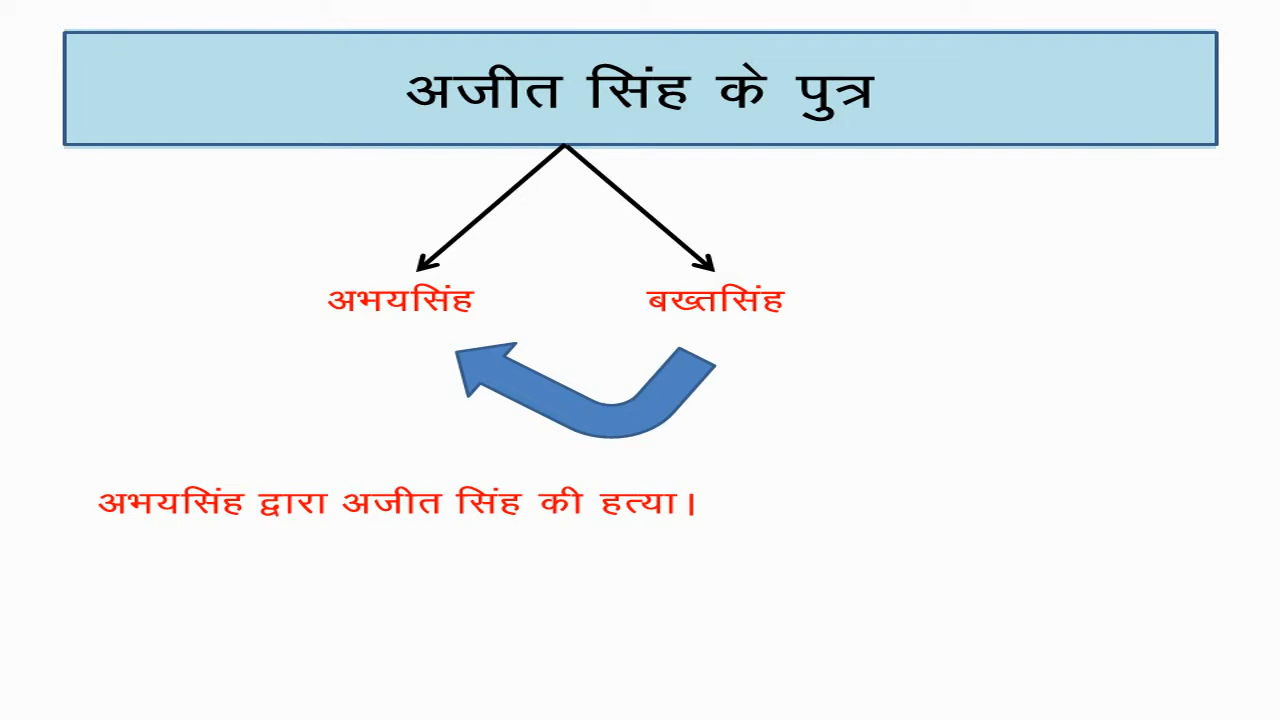 अजीत सिंह के पुत्र
अभयसिंह बख्तसिंह
अभयसिंह द्वारा अजीत सिंह की हत्या।